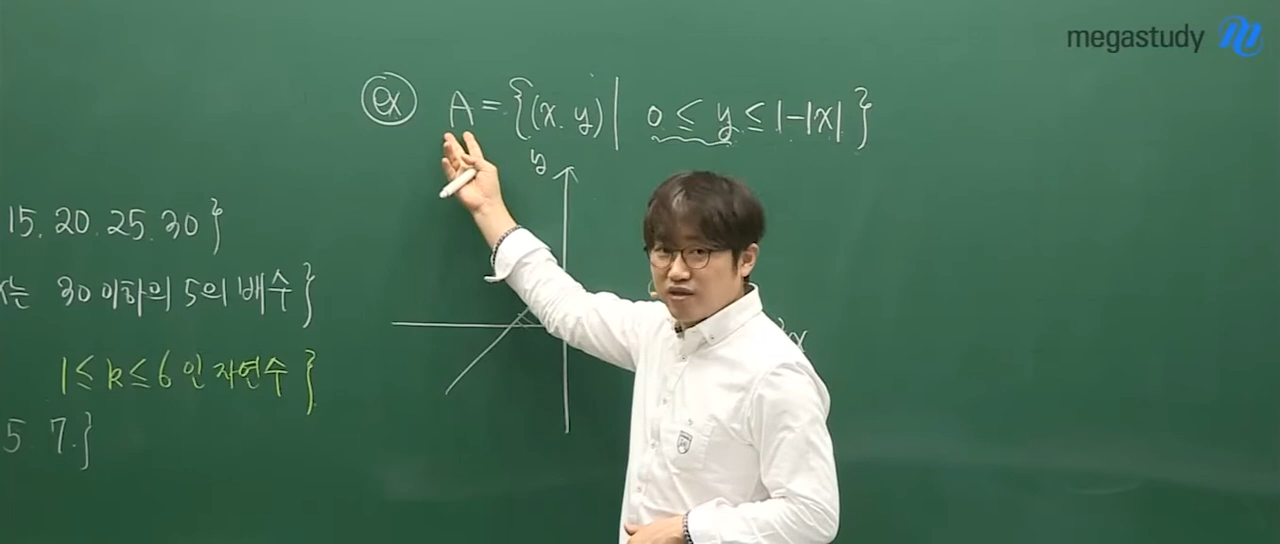 megastudy
ex A = {(x, y) | 0 ≤ y ≤ 1-|x| }
y
x
15. 20. 25. 30 }
x는 30 이하의 5의 배수 }
1 ≤ k ≤ 6 인 자연수 }
5 7. }